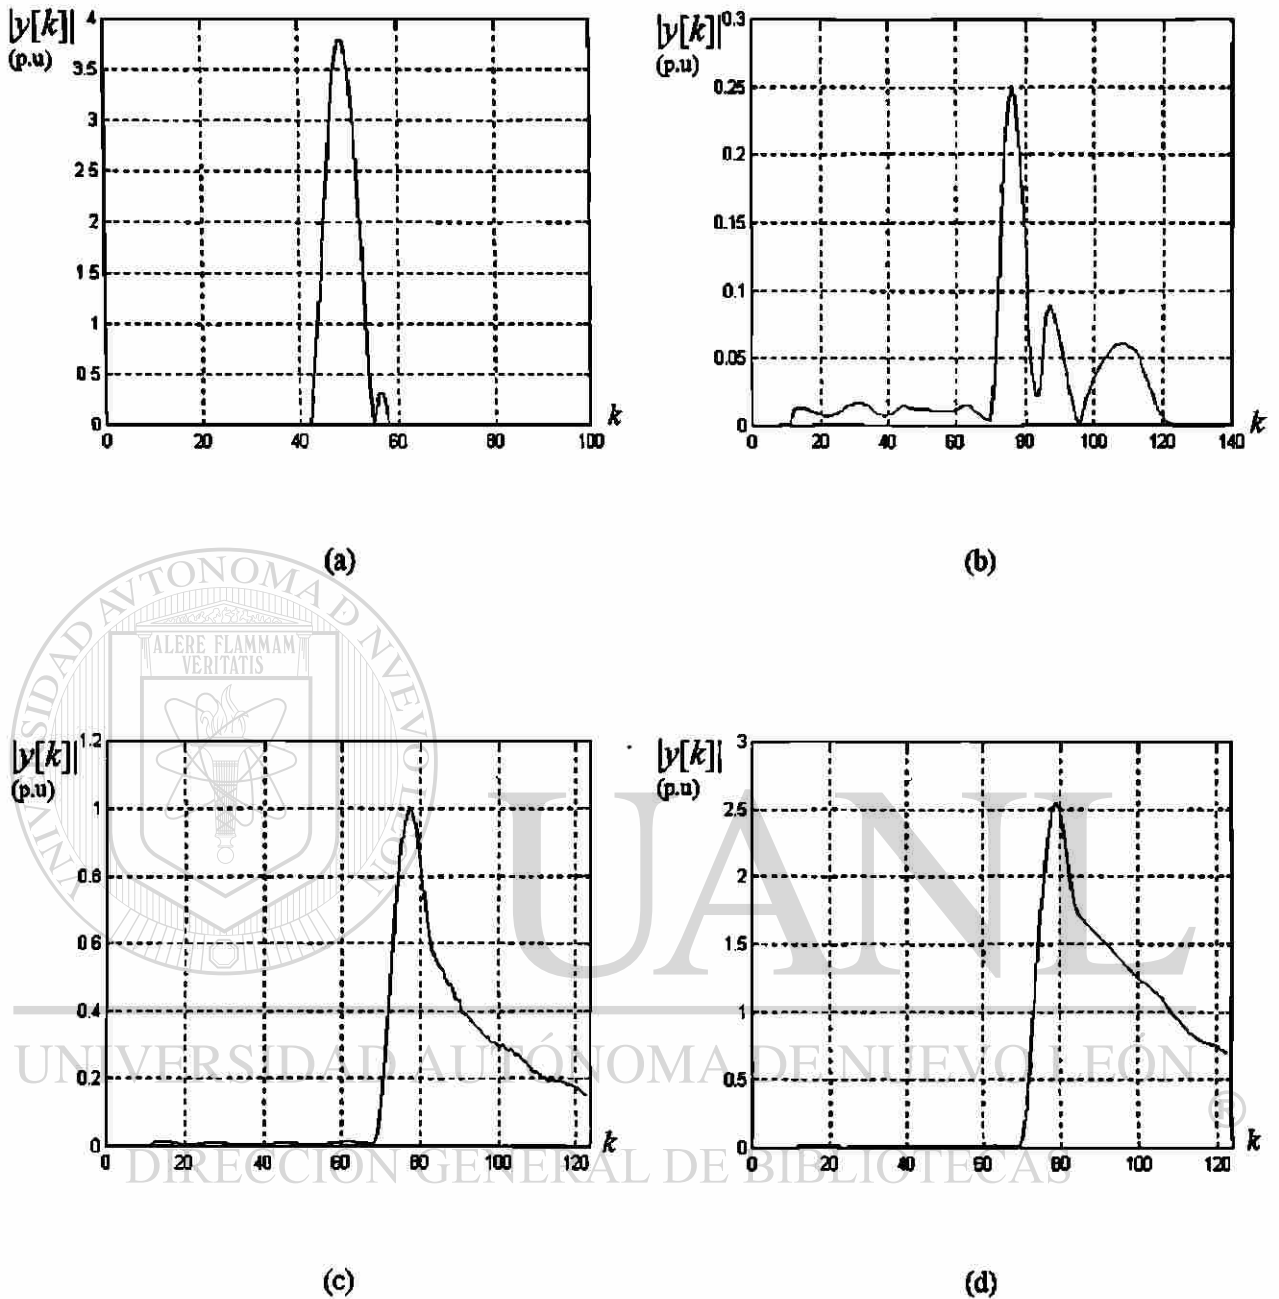 |y[k]|
(p.u)
4
3.5
3
2 5
2
1 5
1
0 5
0
0 20 40 60 80 100
k
(a)
|y[k]|
(p.u)
0.3
0.25
0.2
0.15
0.1
0.05
0
20 40 60 80 100 120 140
k
(b)
|y[k]|
(p.u)
1.2
1
0.8
0.6
0.4
0.2
0
0 20 40 60 80 100 120
k
(c)
|y[k]|
(p.u)
3
2.5
2
1.5
1
0.5
0
0 20 40 60 80 100 120
k
(d)
UNIVERSIDAD AVTONOMA D NVEVO LEON
ALERE FLAMMAM
VERITATIS
UANL
UNIVERSIDAD AUTÓNOMA DE NUEVO LEÓN
®
DIRECCIÓN GENERAL DE BIBLIOTECAS